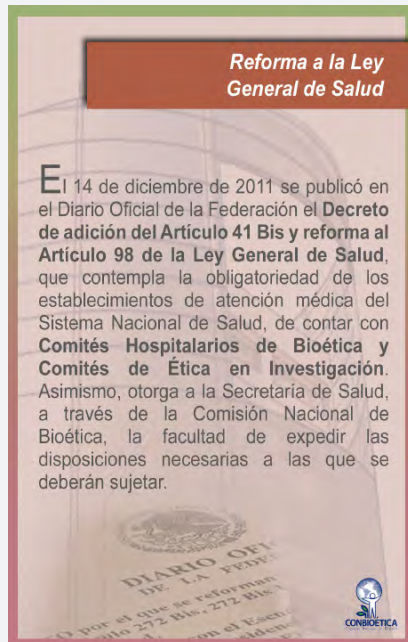 Reforma a la Ley
General de Salud
El 14 de diciembre de 2011 se publicó en
el Diario Oficial de la Federación el Decreto
de adición del Artículo 41 Bis y reforma al
Artículo 98 de la Ley General de Salud,
que contempla la obligatoriedad de los
establecimientos de atención médica del
Sistema Nacional de Salud, de contar con
Comités Hospitalarios de Bioética y
Comités de Ética en Investigación.
Asimismo, otorga a la Secretaría de Salud,
a través de la Comisión Nacional de
Bioética, la facultad de expedir las
disposiciones necesarias a las que se
deberán sujetar.
DIARIO OFI
DE LA FEDE
por el que se reforman
272 Bis, 272 Bis
CONBIOÉTICA